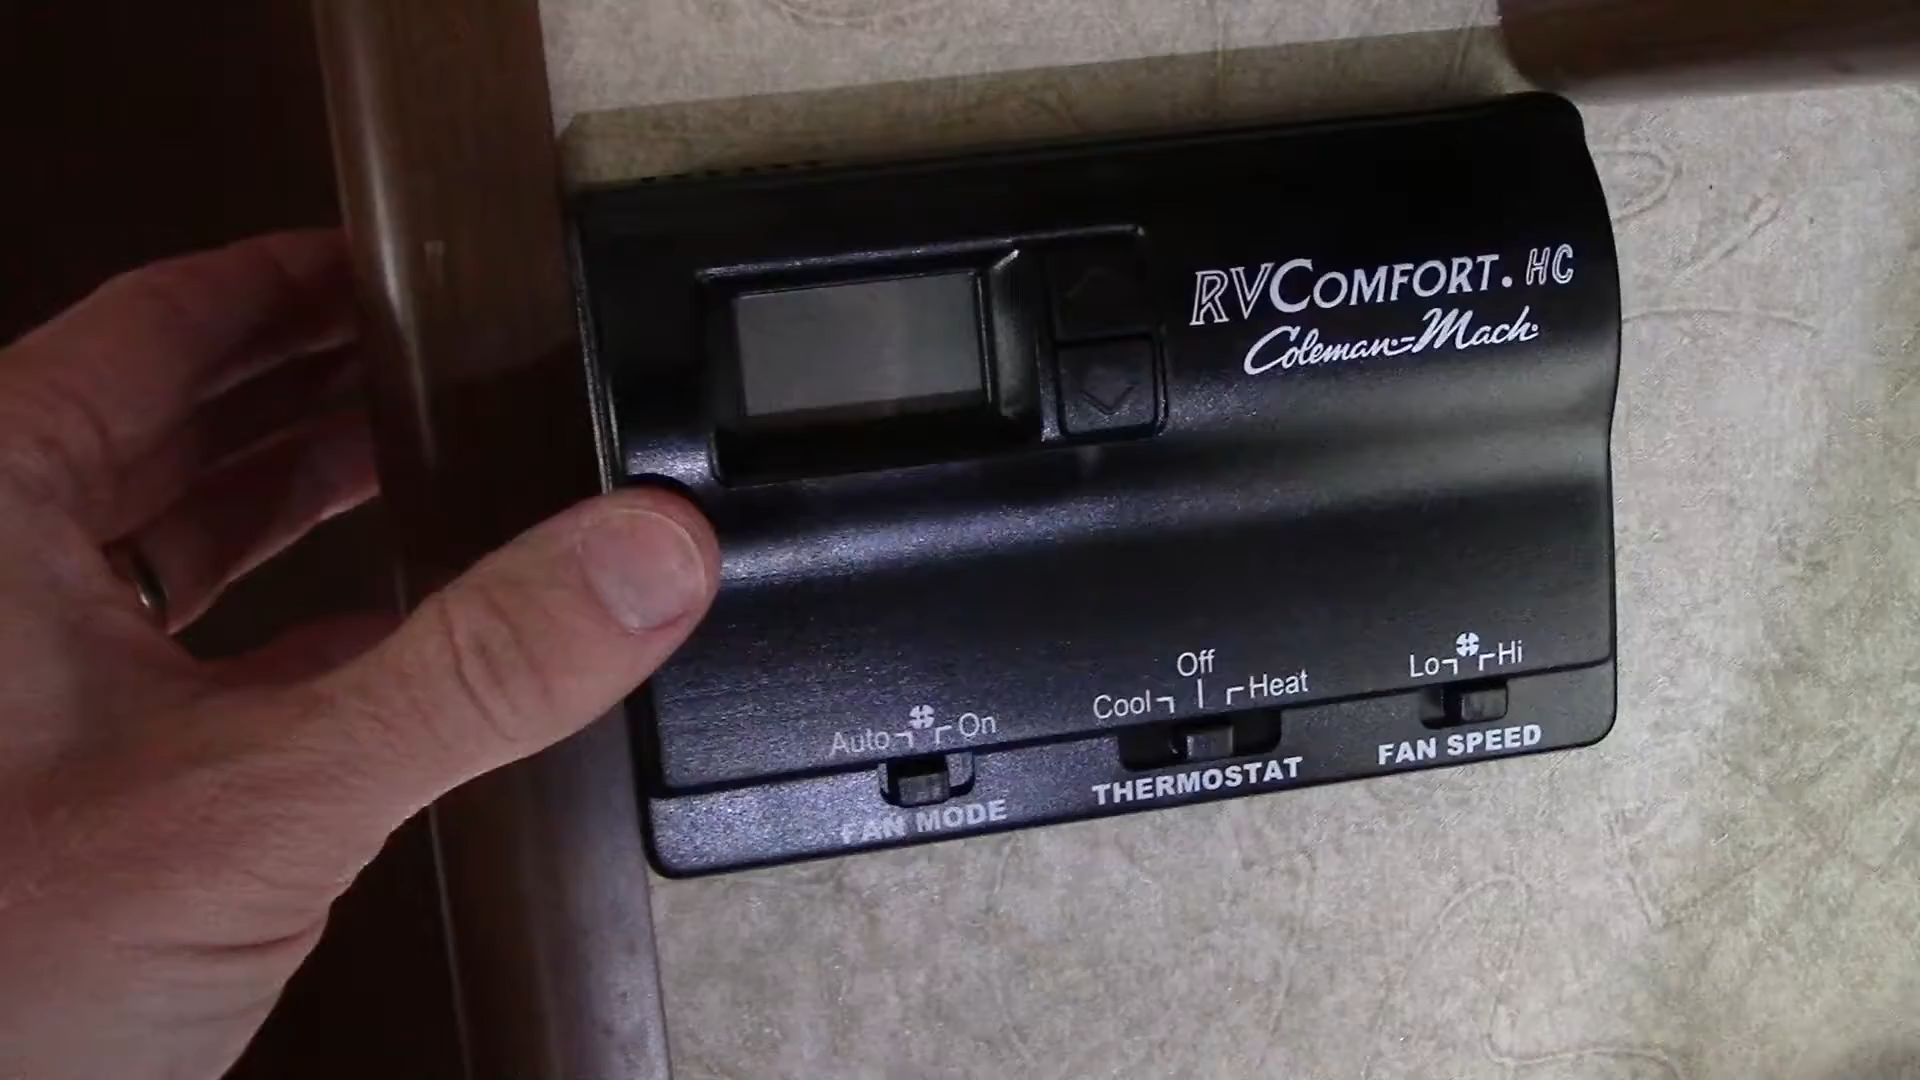 RVCOMFORT. HC
Coleman-Mach
Auto On
FAN MODE
Cool Off Heat
THERMOSTAT
Lo Hi
FAN SPEED